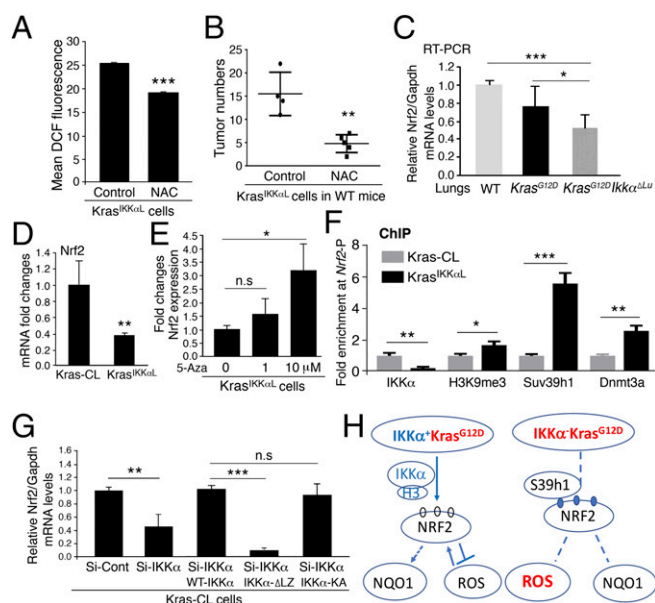 A
Mean DCF fluorescence
30
25
20
15
10
5
0
***
Control NAC
Kras^IKKαL cells
B
Tumor numbers
25
20
15
10
5
0
**
Control NAC
Kras^IKKαL cells in WT mice
C
RT-PCR
Relative Nrf2/Gapdh
mRNA levels
1.2
1.0
0.8
0.6
0.4
0.2
0.0
***
*
Lungs WT Kras^G12D Kras^G12D Ikkα^ΔLu
D
Nrf2
mRNA fold changes
1.4
1.2
1.0
0.8
0.6
0.4
0.2
0
**
Kras-CL Kras^IKKαL
E
Fold changes
Nrf2 expression
5
4
3
2
1
0
*
n.s
5-Aza 0 1 10 μM
Kras^IKKαL cells
F
ChIP
Kras-CL
Kras^IKKαL
Fold enrichment at Nrf2-P
7
6
5
4
3
2
1
0
**
*
***
**
IKKα H3K9me3 Suv39h1 Dnmt3a
G
Relative Nrf2/Gapdh
mRNA levels
1.4
1.2
1.0
0.8
0.6
0.4
0.2
0
**
***
n.s
Si-Cont Si-IKKα Si-IKKα Si-IKKα Si-IKKα
WT-IKKα IKKα-ΔLZ IKKα-KA
Kras-CL cells
H
IKKα⁺Kras^G12D
IKKα
H3
NRF2
NQO1
ROS
IKKα⁻Kras^G12D
S39h1
NRF2
ROS
NQO1